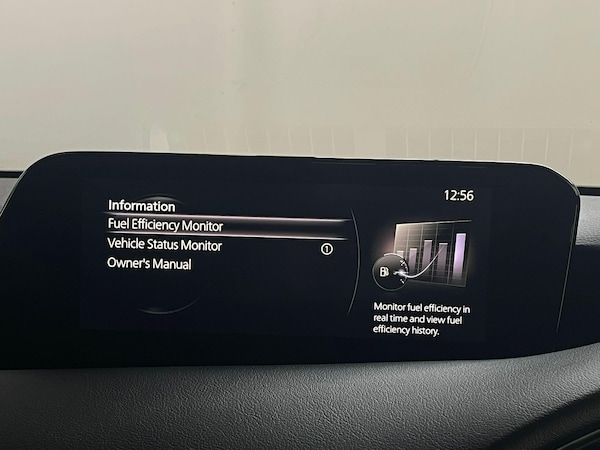 12:56
Information
Fuel Efficiency Monitor
Vehicle Status Monitor 1
Owner's Manual
Monitor fuel efficiency in
real time and view fuel
efficiency history.